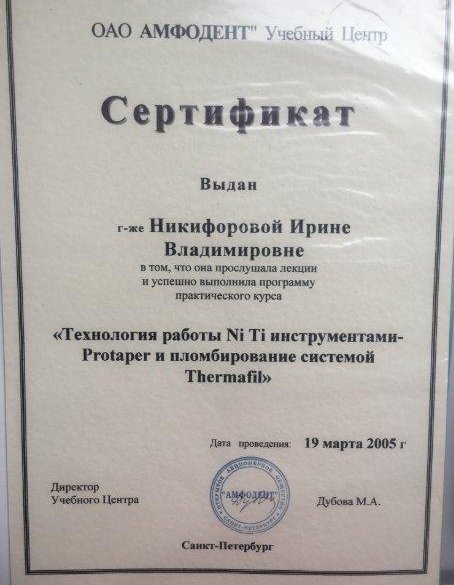 ОАО АМФОДЕНТ" Учебный Центр
Сертификат
Выдан
г-же Никифоровой Ирине
Владимировне
в том, что она прослушала лекции
и успешно выполнила программу
практического курса
«Технология работы Ni Ti инструментами-
Protaper и пломбирование системой
Thermafil»
Дата проведения: 19 марта 2005 г
Директор
Учебного Центра
"АМФОДЕНТ"
Дубова М.А.
Санкт-Петербург